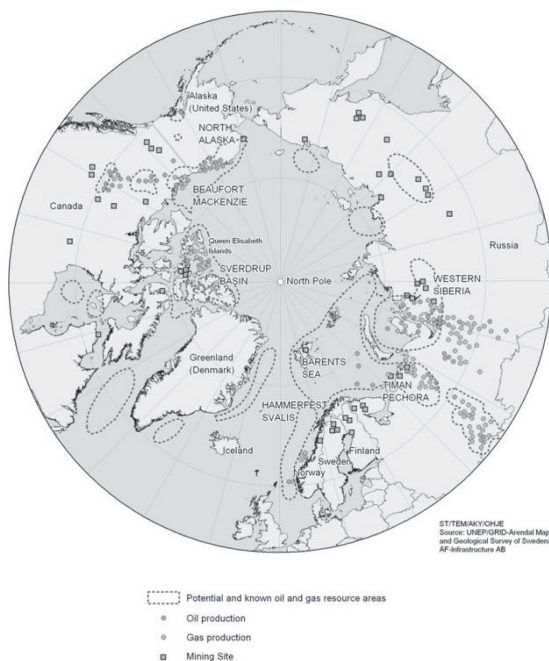 Alaska
(United States)
NORTH
ALASKA
BEAUFORT
MACKENZIE
Canada
Queen Elisabeth
Islands
SVERDRUP
BASIN
North Pole
Russia
WESTERN
SIBERIA
Greenland
(Denmark)
BARENTS
SEA
TIMAN
PECHORA
HAMMERFEST
SVALIS
Iceland
Finland
Sweden
Norway
ST/TEM/AKY/OHJE
Source: UNEP/GRID-Arendal Map
and Geological Survey of Sweden/
ÅF-Infrastructure AB
Potential and known oil and gas resource areas
Oil production
Gas production
Mining Site